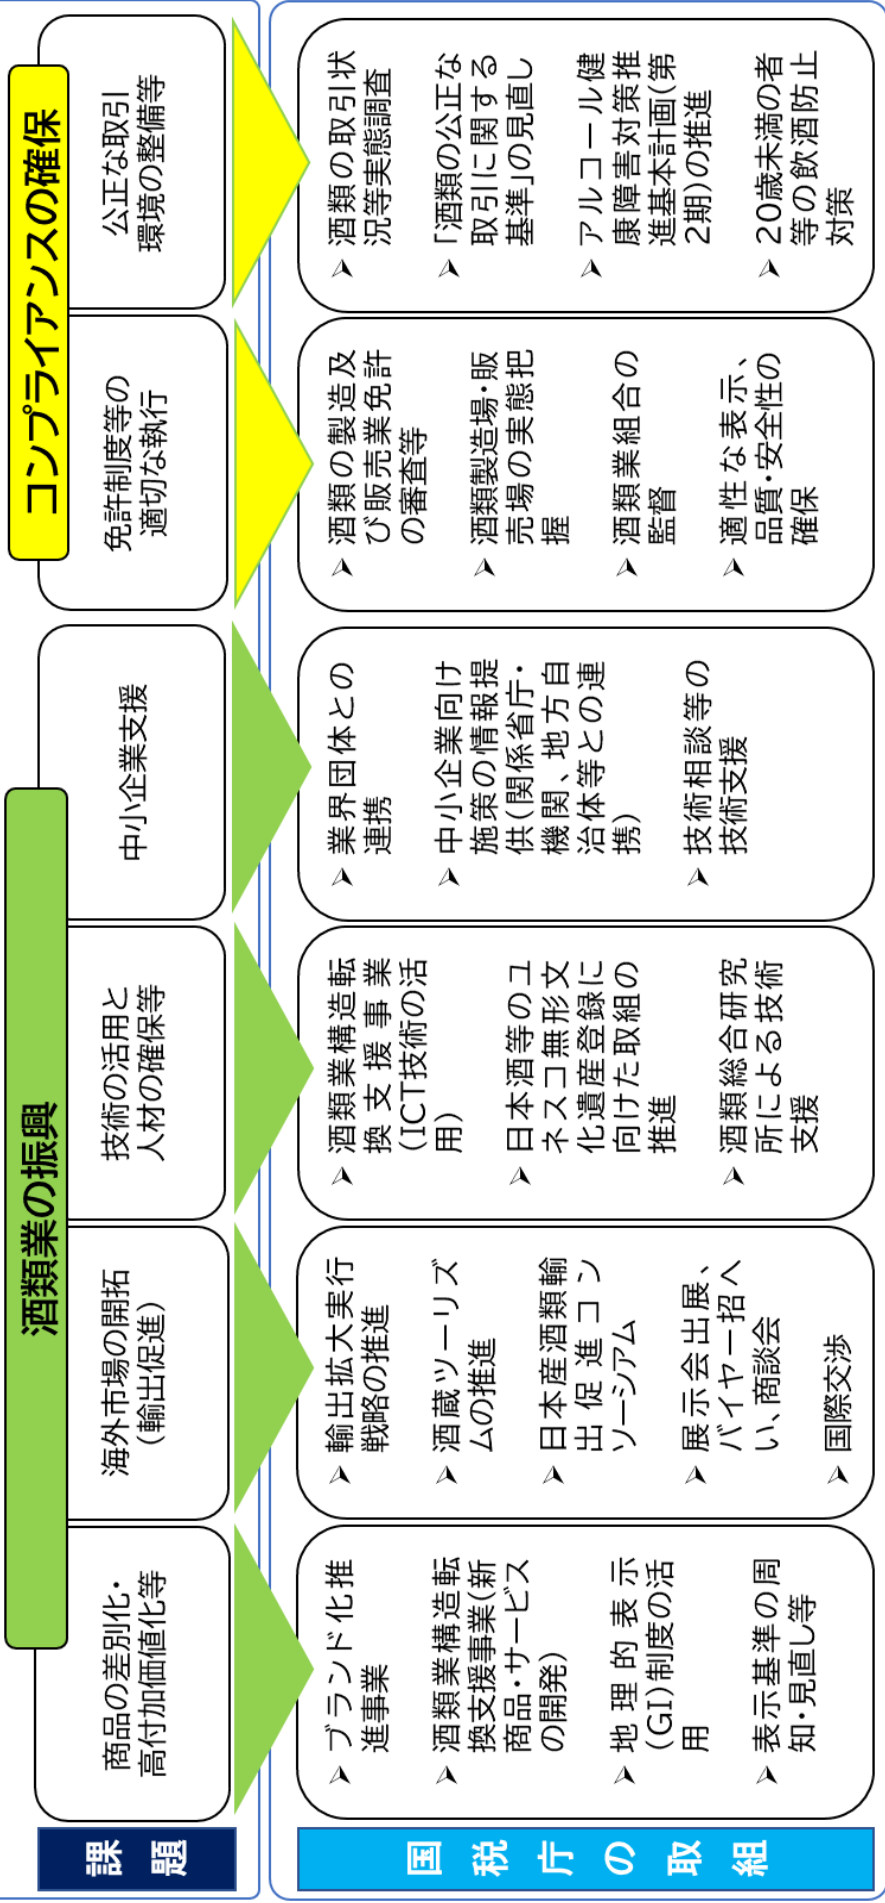 酒類業の振興
コンプライアンスの確保
課題
商品の差別化・
高付加価値化等
海外市場の開拓
（輸出促進）
技術の活用と
人材の確保等
中小企業支援
免許制度等の
適切な執行
公正な取引
環境の整備等
国税庁の取組
➢ ブランド化推
進事業
➢ 酒類業構造転
換支援事業（新
商品・サービス
の開発）
➢ 地理的表示
（GI）制度の活
用
➢ 表示基準の周
知・見直し等
➢ 輸出拡大実行
戦略の推進
➢ 酒蔵ツーリズ
ムの推進
➢ 日本産酒類輸
出促進コン
ソーシアム
➢ 展示会出展、
バイヤー招へ
い、商談会
➢ 国際交渉
➢ 酒類業構造転
換支援事業
（ICT技術の活
用）
➢ 日本酒等のユ
ネスコ無形文
化遺産登録に
向けた取組の
推進
➢ 酒類総合研究
所による技術
支援
➢ 業界団体との
連携
➢ 中小企業向け
施策の情報提
供（関係省庁・
機関、地方自
治体等との連
携）
➢ 技術相談等の
技術支援
➢ 酒類の製造及
び販売業免許
の審査等
➢ 酒類製造場・販
売場の実態把
握
➢ 酒類業組合の
監督
➢ 適性な表示、
品質・安全性の
確保
➢ 酒類の取引状
況等実態調査
➢ 「酒類の公正な
取引に関する
基準」の見直し
➢ アルコール健
康障害対策推
進基本計画（第
2期）の推進
➢ 20歳未満の者
等の飲酒防止
対策